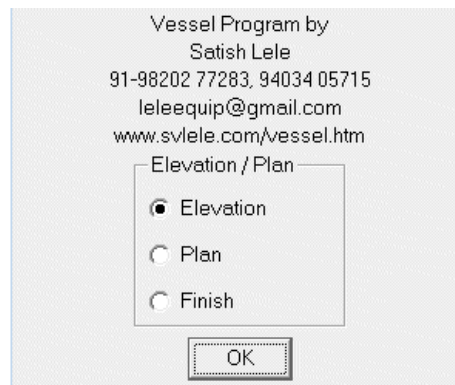 Vessel Program by
Satish Lele
91-98202 77283, 94034 05715
leleequip@gmail.com
www.svlele.com/vessel.htm
Elevation / Plan
Elevation
Plan
Finish
OK